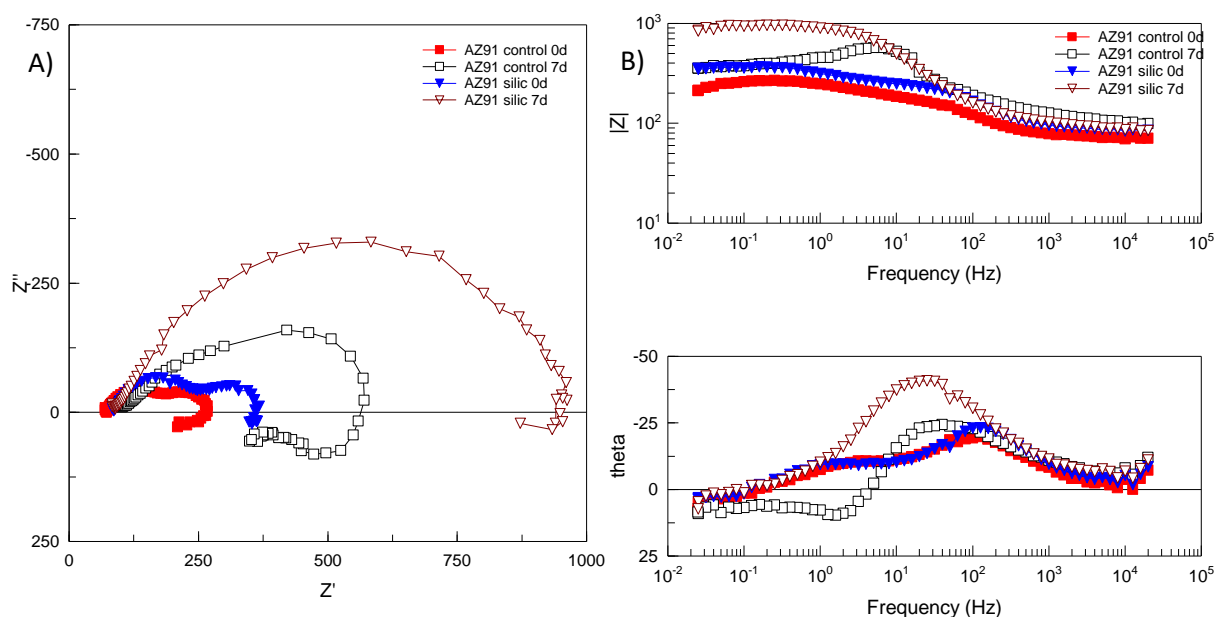 A)
-750
-500
-250
0
250
Z''
0 250 500 750 1000
Z'
AZ91 control 0d
AZ91 control 7d
AZ91 silic 0d
AZ91 silic 7d
B)
10³
10²
10¹
|Z|
10⁻² 10⁻¹ 10⁰ 10¹ 10² 10³ 10⁴ 10⁵
Frequency (Hz)
AZ91 control 0d
AZ91 control 7d
AZ91 silic 0d
AZ91 silic 7d
-50
-25
0
25
theta
10⁻² 10⁻¹ 10⁰ 10¹ 10² 10³ 10⁴ 10⁵
Frequency (Hz)